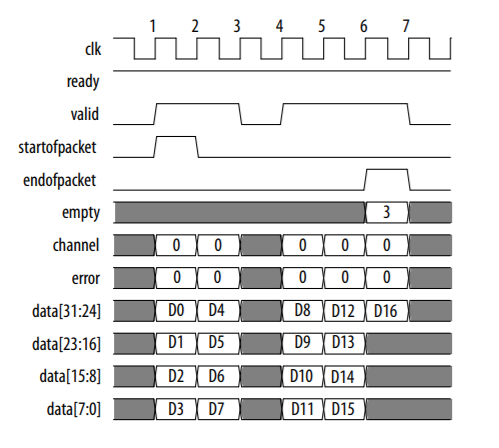 1 2 3 4 5 6 7
clk
ready
valid
startofpacket
endofpacket
empty 3
channel 0 0 0 0 0
error 0 0 0 0 0
data[31:24] D0 D4 D8 D12 D16
data[23:16] D1 D5 D9 D13
data[15:8] D2 D6 D10 D14
data[7:0] D3 D7 D11 D15